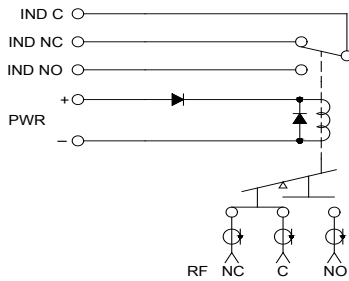 IND C
IND NC
IND NO
+
PWR
–
RF NC C NO